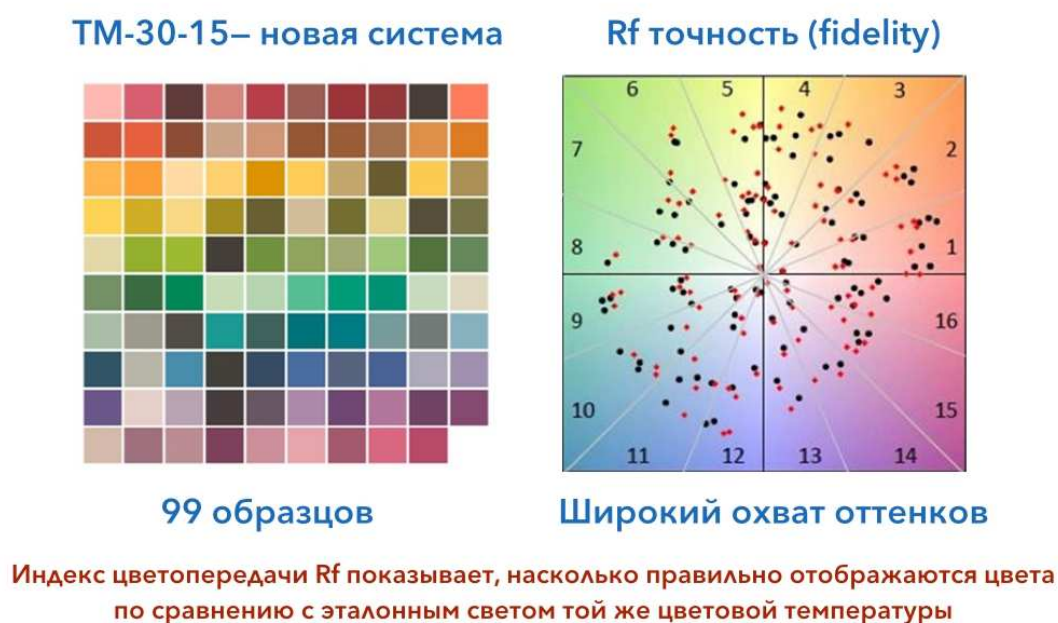 TM-30-15— новая система
Rf точность (fidelity)
6 5 4 3
7 2
8 1
9 16
10 15
11 12 13 14
99 образцов
Широкий охват оттенков
Индекс цветопередачи Rf показывает, насколько правильно отображаются цвета
по сравнению с эталонным светом той же цветовой температуры